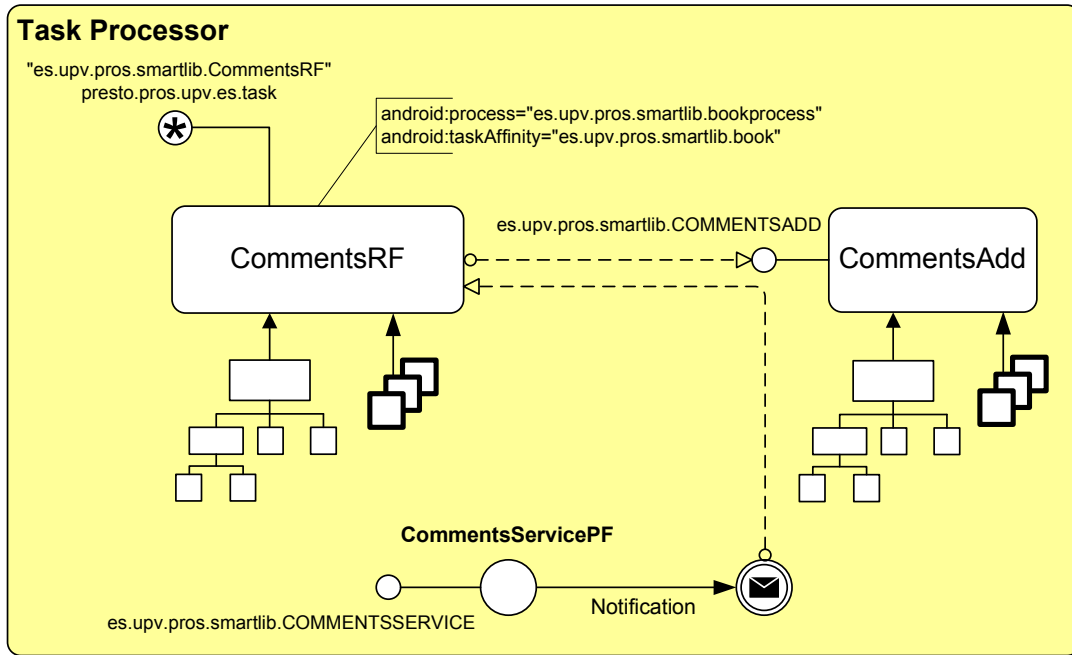 Task Processor
"es.upv.pros.smartlib.CommentsRF"
presto.pros.upv.es.task
*
android:process="es.upv.pros.smartlib.bookprocess"
android:taskAffinity="es.upv.pros.smartlib.book"
es.upv.pros.smartlib.COMMENTSADD
CommentsRF
CommentsAdd
CommentsServicePF
Notification
es.upv.pros.smartlib.COMMENTSSERVICE